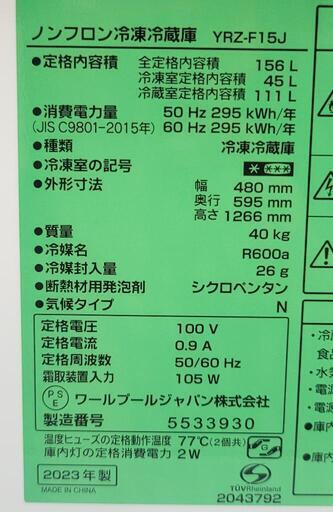 ノンフロン冷凍冷蔵庫 YRZ-F15J
●定格内容積 全定格内容積 156 L
冷凍室定格内容積 45 L
冷蔵室定格内容積 111 L
●消費電力量 50 Hz 295 kWh/年
(JIS C9801-2015年) 60 Hz 295 kWh/年
●種類 冷凍冷蔵庫
●冷凍室の記号
●外形寸法 幅 480 mm
奥行 595 mm
高さ 1266 mm
●質量 40 kg
●冷媒名 R600a
●冷媒封入量 26 g
●断熱材用発泡剤 シクロペンタン
●気候タイプ N
定格電圧 100 V
定格電流 0.9 A
定格周波数 50/60 Hz
霜取装置入力 105 W
PSE ワールプールジャパン株式会社
製造番号 5533930
温度ヒューズの定格動作温度 77℃(2個共)
庫内灯の定格消費電力 2W
2023年製
MADE IN CHINA
TÜVRheinland
2043792